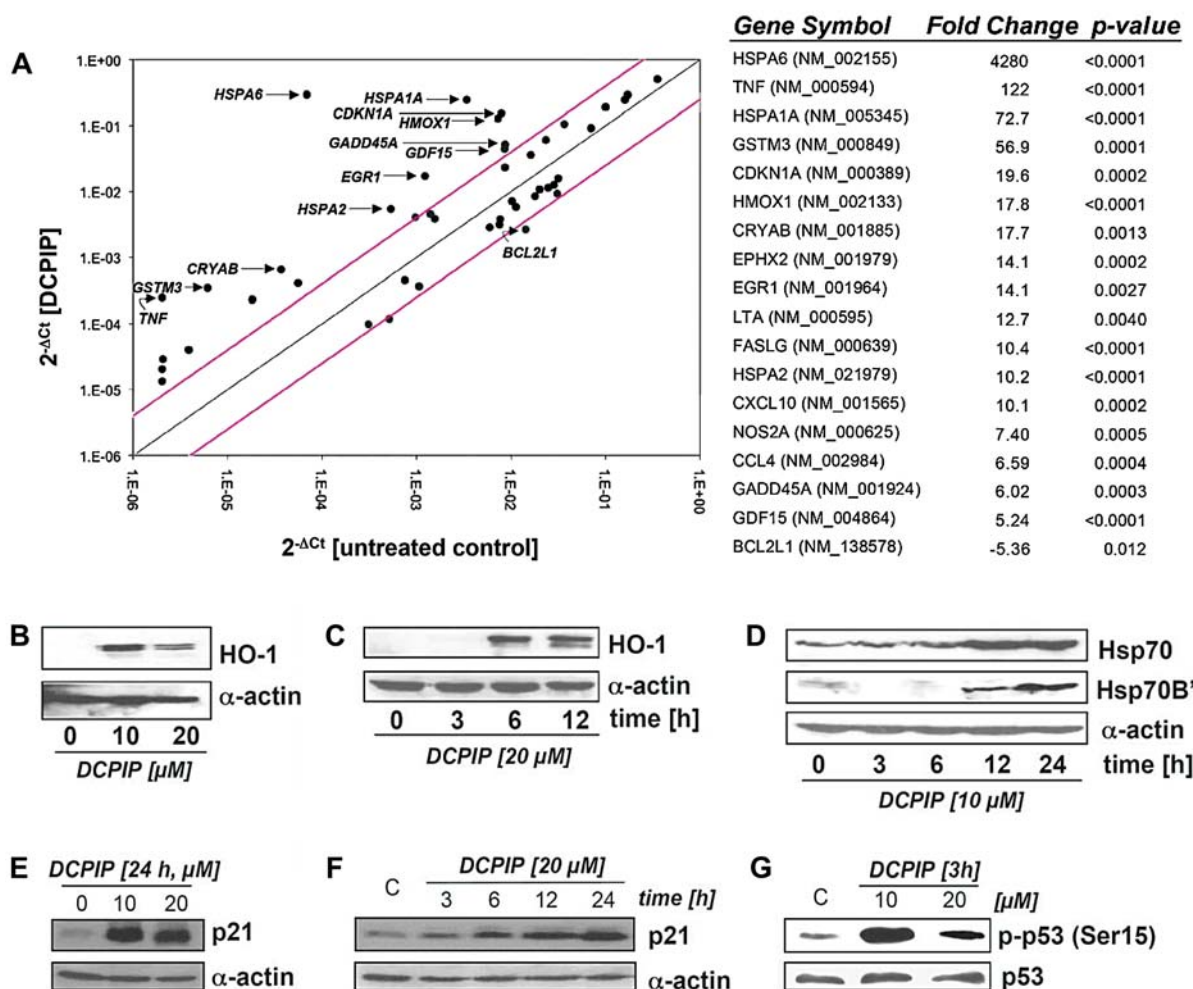 A
2^-ΔCt [DCPIP]
1.E+00
1.E-01
1.E-02
1.E-03
1.E-04
1.E-05
1.E-06
HSPA6
HSPA1A
CDKN1A
HMOX1
GADD45A
GDF15
EGR1
HSPA2
BCL2L1
CRYAB
GSTM3
TNF
1.E-06
1.E-05
1.E-04
1.E-03
1.E-02
1.E-01
1.E+00
2^-ΔCt [untreated control]
Gene Symbol Fold Change p-value
HSPA6 (NM_002155) 4280 <0.0001
TNF (NM_000594) 122 <0.0001
HSPA1A (NM_005345) 72.7 <0.0001
GSTM3 (NM_000849) 56.9 0.0001
CDKN1A (NM_000389) 19.6 0.0002
HMOX1 (NM_002133) 17.8 <0.0001
CRYAB (NM_001885) 17.7 0.0013
EPHX2 (NM_001979) 14.1 0.0002
EGR1 (NM_001964) 14.1 0.0027
LTA (NM_000595) 12.7 0.0040
FASLG (NM_000639) 10.4 <0.0001
HSPA2 (NM_021979) 10.2 <0.0001
CXCL10 (NM_001565) 10.1 0.0002
NOS2A (NM_000625) 7.40 0.0005
CCL4 (NM_002984) 6.59 0.0004
GADD45A (NM_001924) 6.02 0.0003
GDF15 (NM_004864) 5.24 <0.0001
BCL2L1 (NM_138578) -5.36 0.012
B
HO-1
α-actin
0 10 20
DCPIP [µM]
C
HO-1
α-actin
0 3 6 12 time [h]
DCPIP [20 µM]
D
Hsp70
Hsp70B'
α-actin
0 3 6 12 24 time [h]
DCPIP [10 µM]
E
DCPIP [24 h, µM]
0 10 20
p21
α-actin
F
DCPIP [20 µM]
C 3 6 12 24 time [h]
p21
α-actin
G
DCPIP [3h]
C 10 20 [µM]
p-p53 (Ser15)
p53